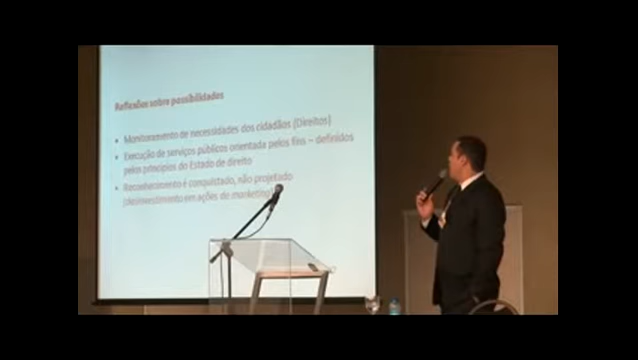 Reflexões sobre possibilidades
• Monitoramento de necessidades dos cidadãos (Direitos)
• Execução de serviços públicos orientada pelos fins – definidos
pelos princípios do Estado de direito
• Reconhecimento é conquistado, não projetado
(desinvestimento em ações de marketing)